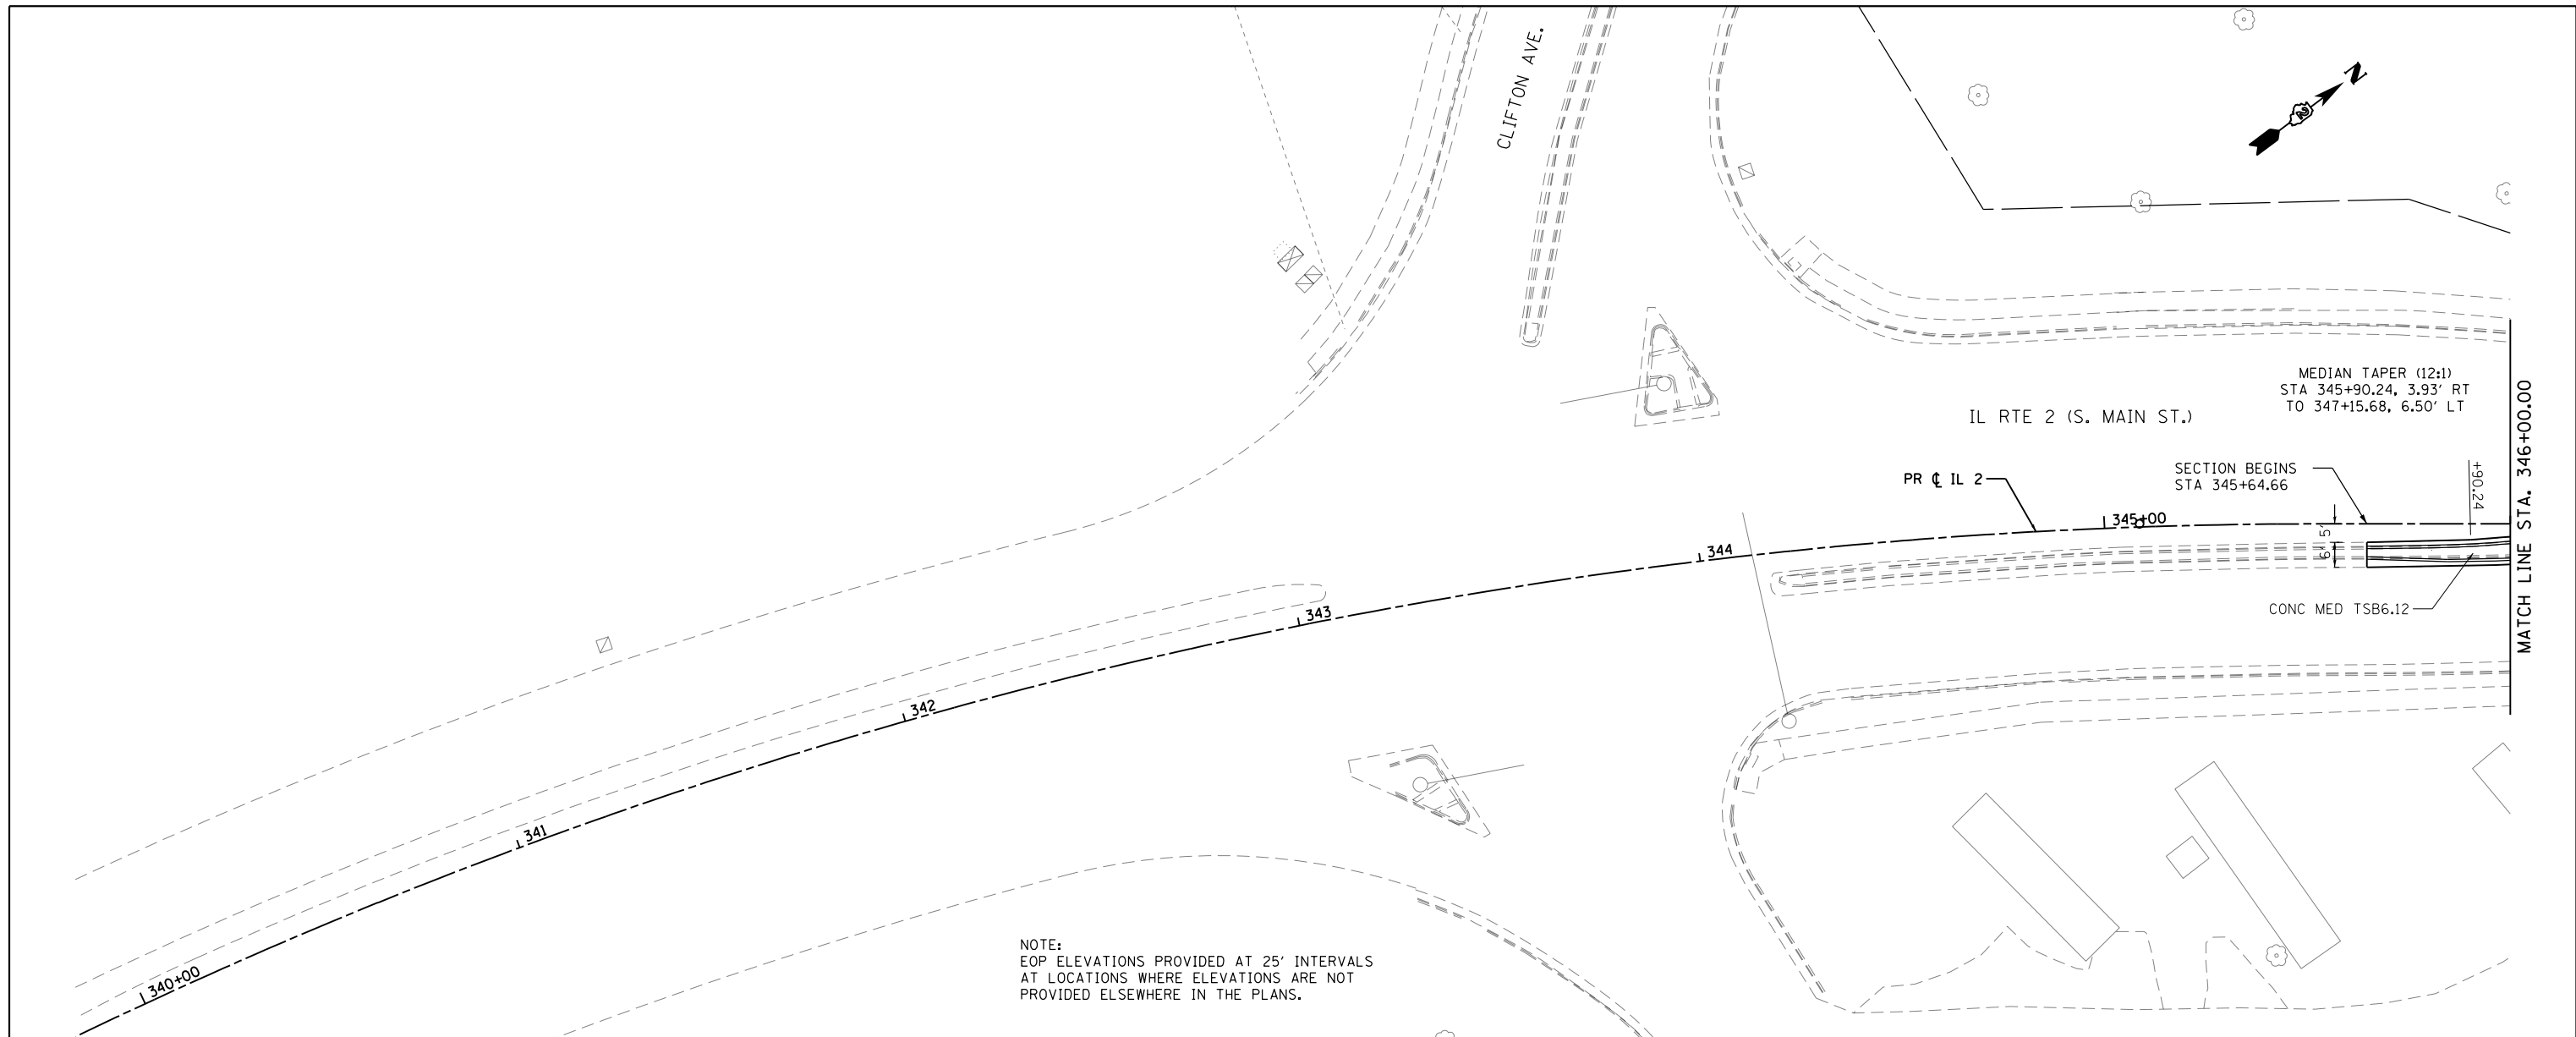 CLIFTON AVE.
N
MEDIAN TAPER (12:1)
STA 345+90.24, 3.93' RT
TO 347+15.68, 6.50' LT
IL RTE 2 (S. MAIN ST.)
MATCH LINE STA. 346+00.00
SECTION BEGINS
STA 345+64.66
+90.24
PR ℄ IL 2
345+00
5'
6'
344
CONC MED TSB6.12
343
342
341
340+00
NOTE:
EOP ELEVATIONS PROVIDED AT 25' INTERVALS
AT LOCATIONS WHERE ELEVATIONS ARE NOT
PROVIDED ELSEWHERE IN THE PLANS.